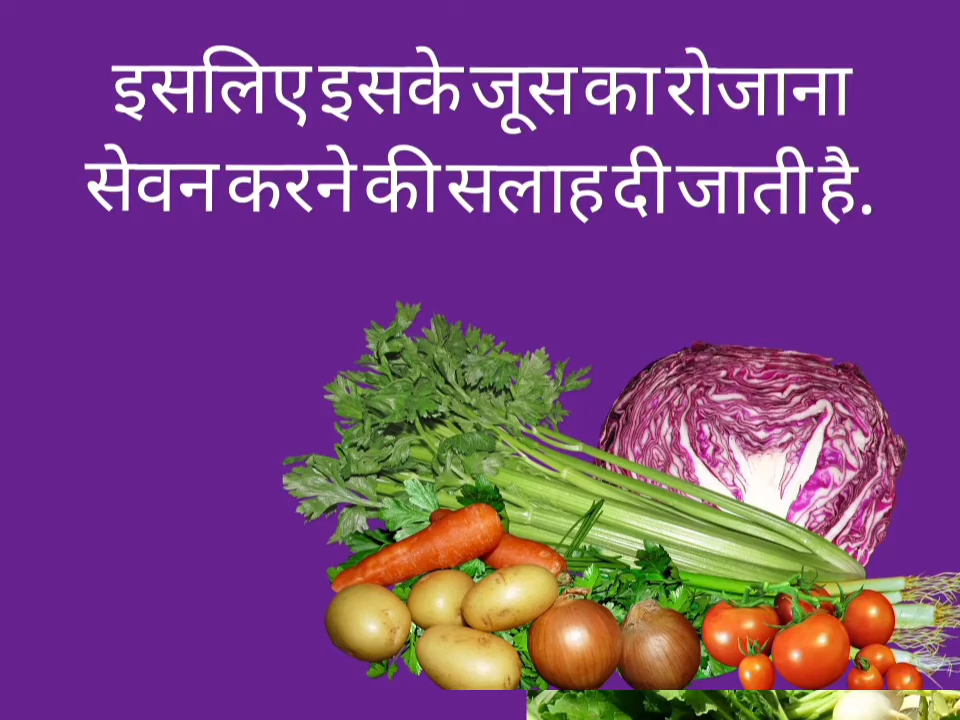 इसलिए इसके जूस का रोजाना
सेवन करने की सलाह दी जाती है.